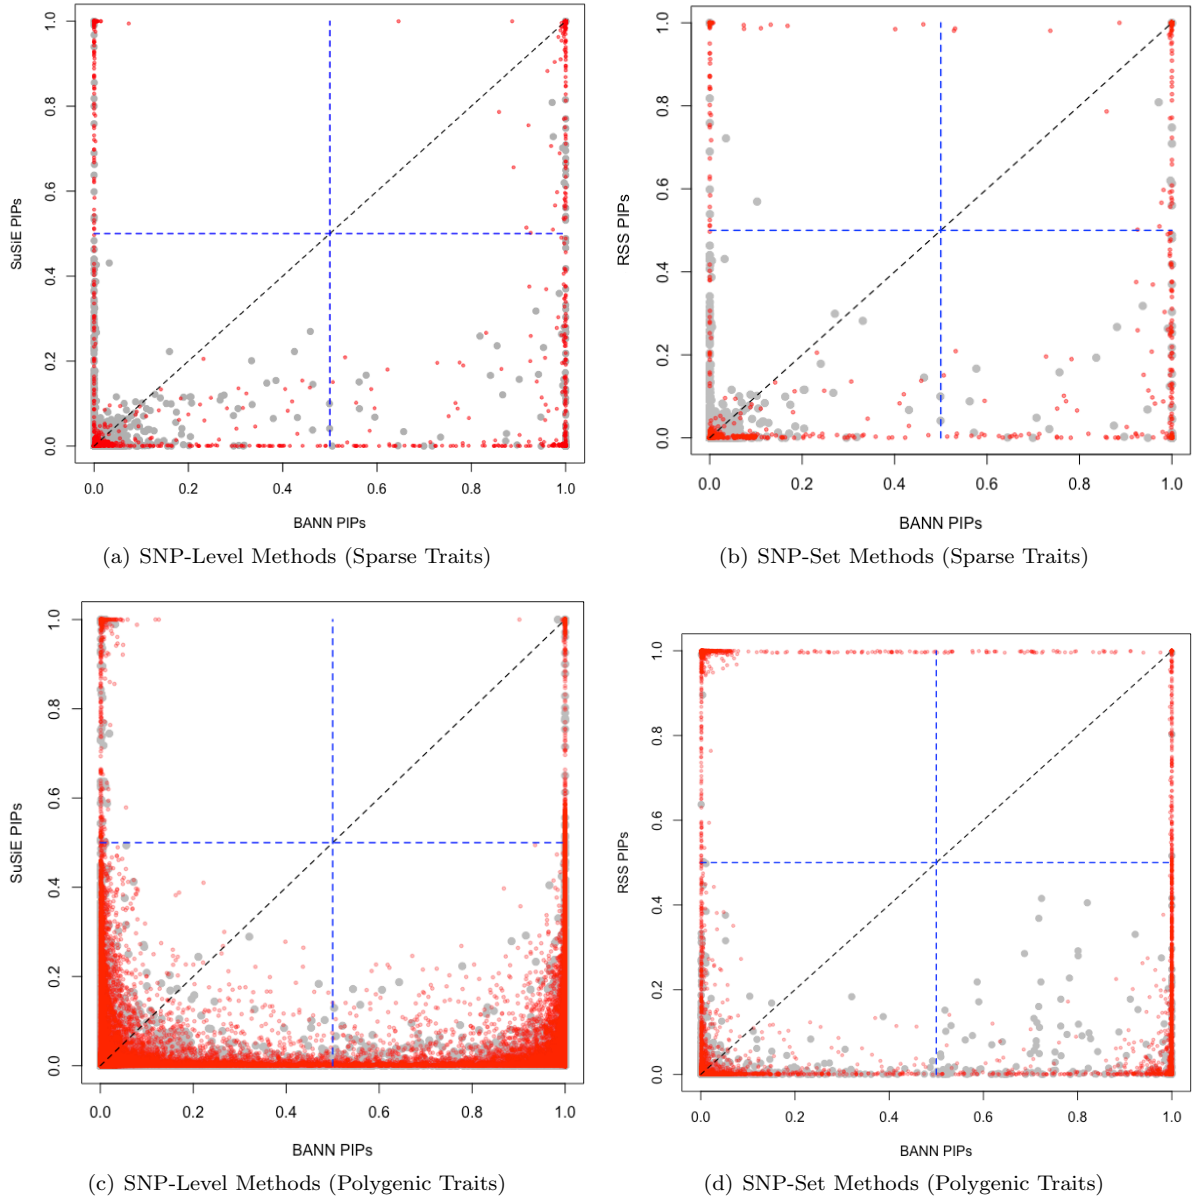 1.0
0.8
0.6
0.4
0.2
0.0
SuSiE PIPs
0.0 0.2 0.4 0.6 0.8 1.0
BANN PIPs
(a) SNP-Level Methods (Sparse Traits)
1.0
0.8
0.6
0.4
0.2
0.0
RSS PIPs
0.0 0.2 0.4 0.6 0.8 1.0
BANN PIPs
(b) SNP-Set Methods (Sparse Traits)
1.0
0.8
0.6
0.4
0.2
0.0
SuSiE PIPs
0.0 0.2 0.4 0.6 0.8 1.0
BANN PIPs
(c) SNP-Level Methods (Polygenic Traits)
1.0
0.8
0.6
0.4
0.2
0.0
RSS PIPs
0.0 0.2 0.4 0.6 0.8 1.0
BANN PIPs
(d) SNP-Set Methods (Polygenic Traits)